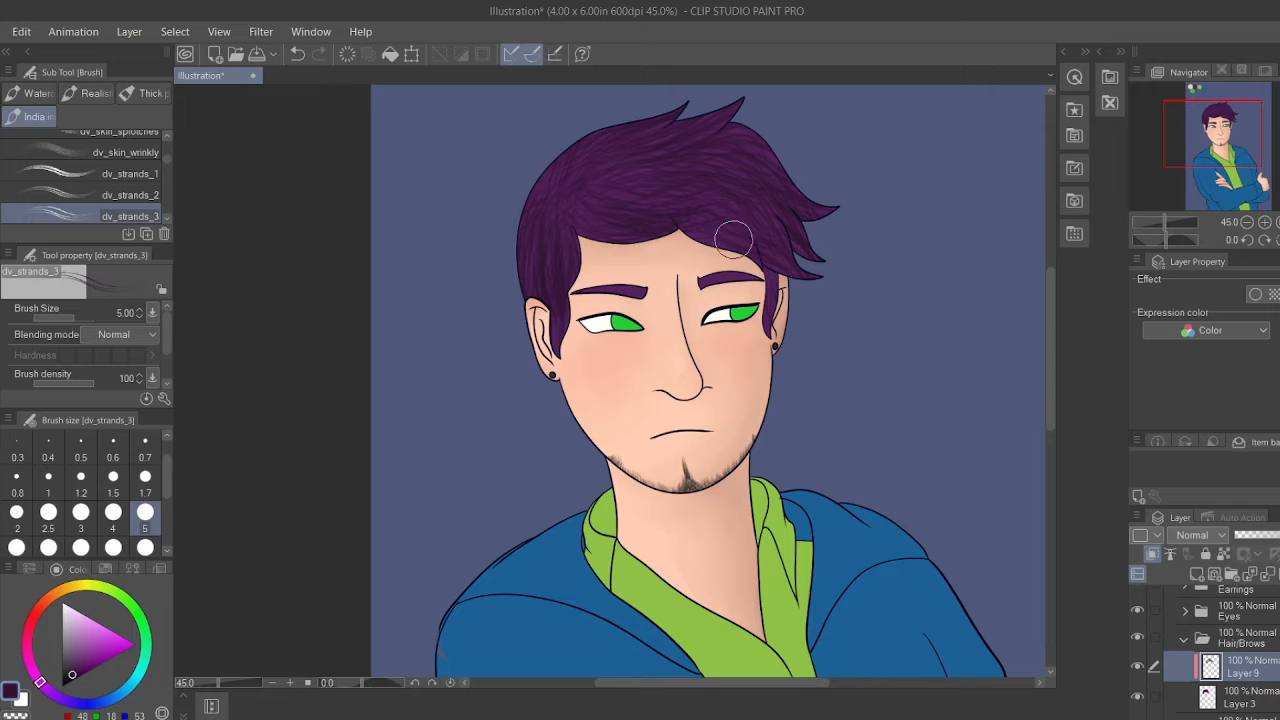 Illustration* (4.00 x 6.00in 600dpi 45.0%) - CLIP STUDIO PAINT PRO
Edit Animation Layer Select View Filter Window Help
Sub Tool [Brush]
Illustration*
Navigator
Waterc Realist Thick p
India in
dv_skin_splotches
dv_skin_wrinkly
dv_strands_1
dv_strands_2
dv_strands_3
Tool property [dv_strands_3]
dv_strands_3
Brush Size 5.00
Blending mode Normal
Hardness
Brush density 100
Brush size [dv_strands_3]
0.3 0.4 0.5 0.6 0.7
0.8 1 1.2 1.5 1.7
2 2.5 3 4 5
Colo
48 18 53
45.0 0.0
45.0
0.0
Layer Property
Effect
Expression color
Color
Item ba
Layer Auto Action
Normal
Earrings
100 % Norma
Eyes
100 % Norma
Hair/Brows
100 % Norma
Layer 9
100 % Norma
Layer 3